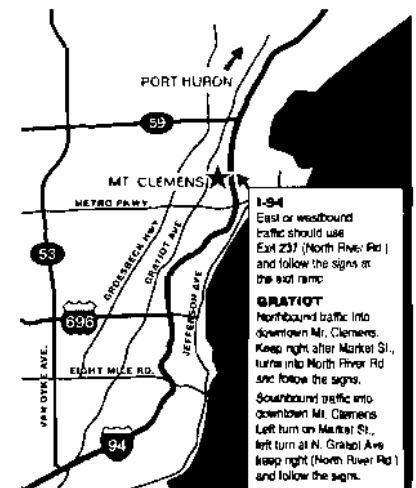 PORT HURON
59
MT. CLEMENS
METRO PKWY.
GROESBECK HWY
GRATIOT AVE
53
696
JEFFERSON AVE
EIGHT MILE RD.
VAN DYKE AVE.
94
I-94
East or westbound
traffic should use
Exit 237 (North River Rd.)
and follow the signs at
the exit ramp
GRATIOT
Northbound traffic into
downtown Mt. Clemens.
Keep right after Market St.,
turns into North River Rd
and follow the signs.
Southbound traffic into
downtown Mt. Clemens
Left turn on Market St.,
left turn at N. Gratiot Ave
keep right (North River Rd.)
and follow the signs.